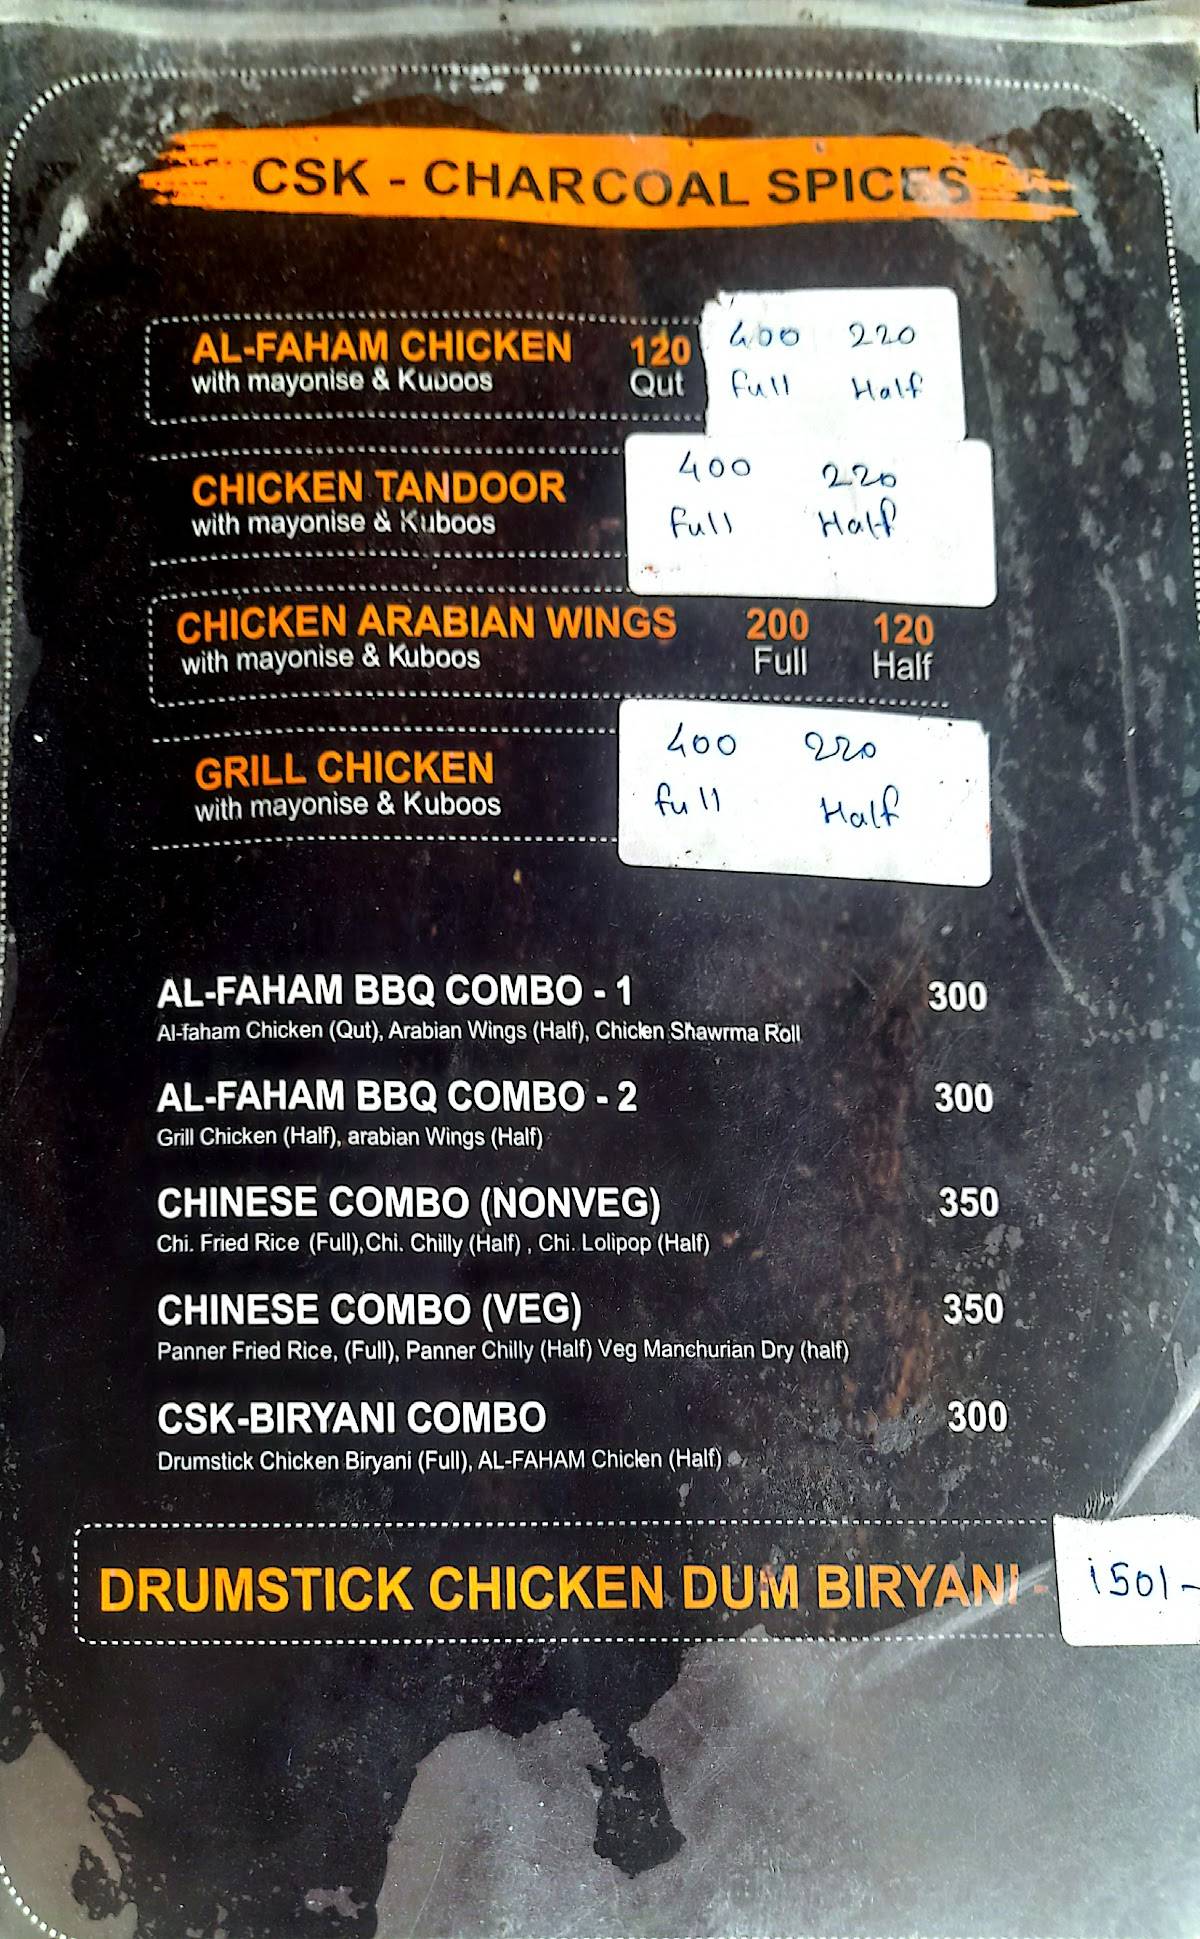 CSK - CHARCOAL SPICES
AL-FAHAM CHICKEN 120 400 220
with mayonise & Kuboos Qut full Half
CHICKEN TANDOOR 400 220
with mayonise & Kuboos full Half
CHICKEN ARABIAN WINGS 200 120
with mayonise & Kuboos Full Half
GRILL CHICKEN 400 220
with mayonise & Kuboos full Half
AL-FAHAM BBQ COMBO - 1 300
Al-faham Chicken (Qut), Arabian Wings (Half), Chiclen Shawrma Roll
AL-FAHAM BBQ COMBO - 2 300
Grill Chicken (Half), arabian Wings (Half)
CHINESE COMBO (NONVEG) 350
Chi. Fried Rice (Full),Chi. Chilly (Half) , Chi. Lolipop (Half)
CHINESE COMBO (VEG) 350
Panner Fried Rice, (Full), Panner Chilly (Half) Veg Manchurian Dry (half)
CSK-BIRYANI COMBO 300
Drumstick Chicken Biryani (Full), AL-FAHAM Chiclen (Half)
DRUMSTICK CHICKEN DUM BIRYANI - 150/-